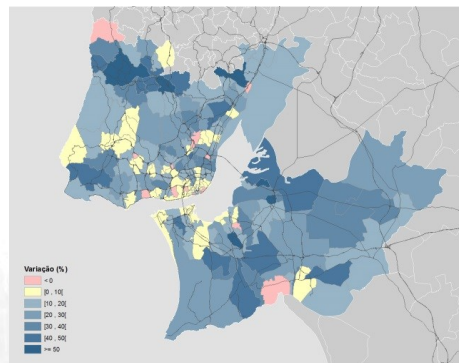 Variação (%)
< 0
[0 , 10[
[10 , 20[
[20 , 30[
[30 , 40[
[40 , 50[
>= 50